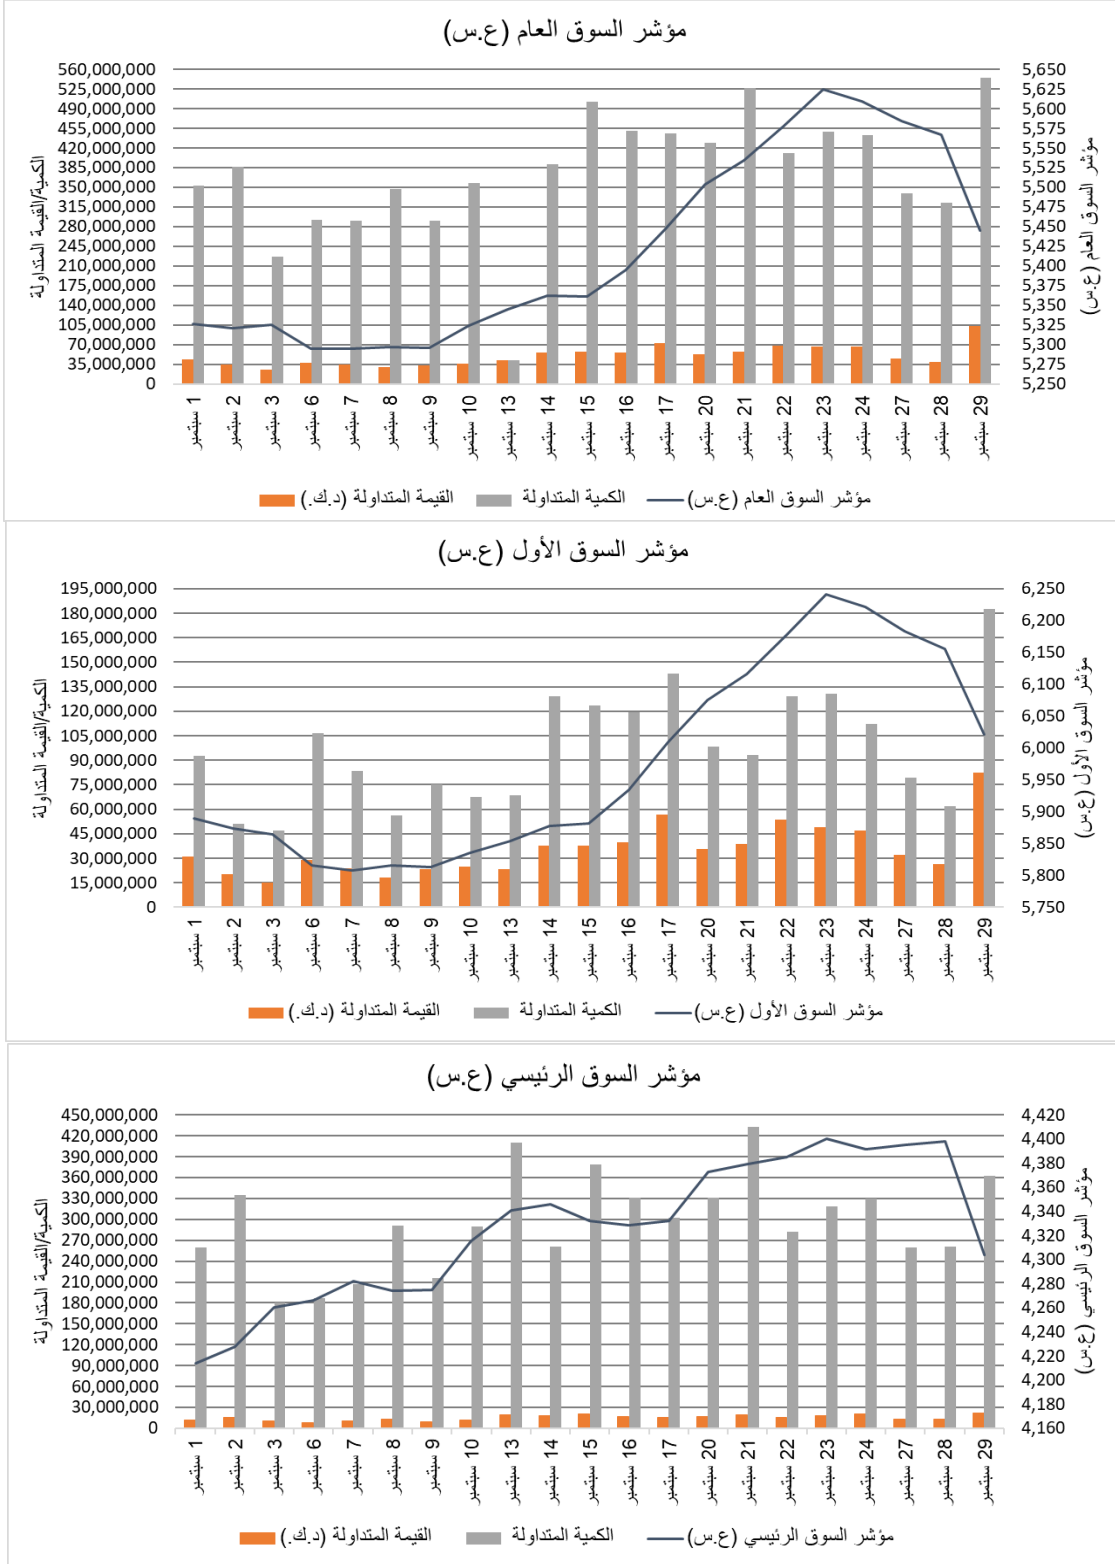 مؤشر السوق العام (ع.س)
الكمية/القيمة المتداولة
560,000,000
525,000,000
490,000,000
455,000,000
420,000,000
385,000,000
350,000,000
315,000,000
280,000,000
245,000,000
210,000,000
175,000,000
140,000,000
105,000,000
70,000,000
35,000,000
0
5,650
5,625
5,600
5,575
5,550
5,525
5,500
5,475
5,450
5,425
5,400
5,375
5,350
5,325
5,300
5,275
5,250
مؤشر السوق العام (ع.س)
1 سبتمبر
2 سبتمبر
3 سبتمبر
6 سبتمبر
7 سبتمبر
8 سبتمبر
9 سبتمبر
10 سبتمبر
13 سبتمبر
14 سبتمبر
15 سبتمبر
16 سبتمبر
17 سبتمبر
20 سبتمبر
21 سبتمبر
22 سبتمبر
23 سبتمبر
24 سبتمبر
27 سبتمبر
28 سبتمبر
29 سبتمبر
القيمة المتداولة (د.ك.) الكمية المتداولة مؤشر السوق العام (ع.س)
مؤشر السوق الأول (ع.س)
الكمية/القيمة المتداولة
195,000,000
180,000,000
165,000,000
150,000,000
135,000,000
120,000,000
105,000,000
90,000,000
75,000,000
60,000,000
45,000,000
30,000,000
15,000,000
0
6,250
6,200
6,150
6,100
6,050
6,000
5,950
5,900
5,850
5,800
5,750
مؤشر السوق الأول (ع.س)
1 سبتمبر
2 سبتمبر
3 سبتمبر
6 سبتمبر
7 سبتمبر
8 سبتمبر
9 سبتمبر
10 سبتمبر
13 سبتمبر
14 سبتمبر
15 سبتمبر
16 سبتمبر
17 سبتمبر
20 سبتمبر
21 سبتمبر
22 سبتمبر
23 سبتمبر
24 سبتمبر
27 سبتمبر
28 سبتمبر
29 سبتمبر
القيمة المتداولة (د.ك.) الكمية المتداولة مؤشر السوق الأول (ع.س)
مؤشر السوق الرئيسي (ع.س)
الكمية/القيمة المتداولة
450,000,000
420,000,000
390,000,000
360,000,000
330,000,000
300,000,000
270,000,000
240,000,000
210,000,000
180,000,000
150,000,000
120,000,000
90,000,000
60,000,000
30,000,000
0
4,420
4,400
4,380
4,360
4,340
4,320
4,300
4,280
4,260
4,240
4,220
4,200
4,180
4,160
مؤشر السوق الرئيسي (ع.س)
1 سبتمبر
2 سبتمبر
3 سبتمبر
6 سبتمبر
7 سبتمبر
8 سبتمبر
9 سبتمبر
10 سبتمبر
13 سبتمبر
14 سبتمبر
15 سبتمبر
16 سبتمبر
17 سبتمبر
20 سبتمبر
21 سبتمبر
22 سبتمبر
23 سبتمبر
24 سبتمبر
27 سبتمبر
28 سبتمبر
29 سبتمبر
القيمة المتداولة (د.ك.) الكمية المتداولة مؤشر السوق الرئيسي (ع.س)